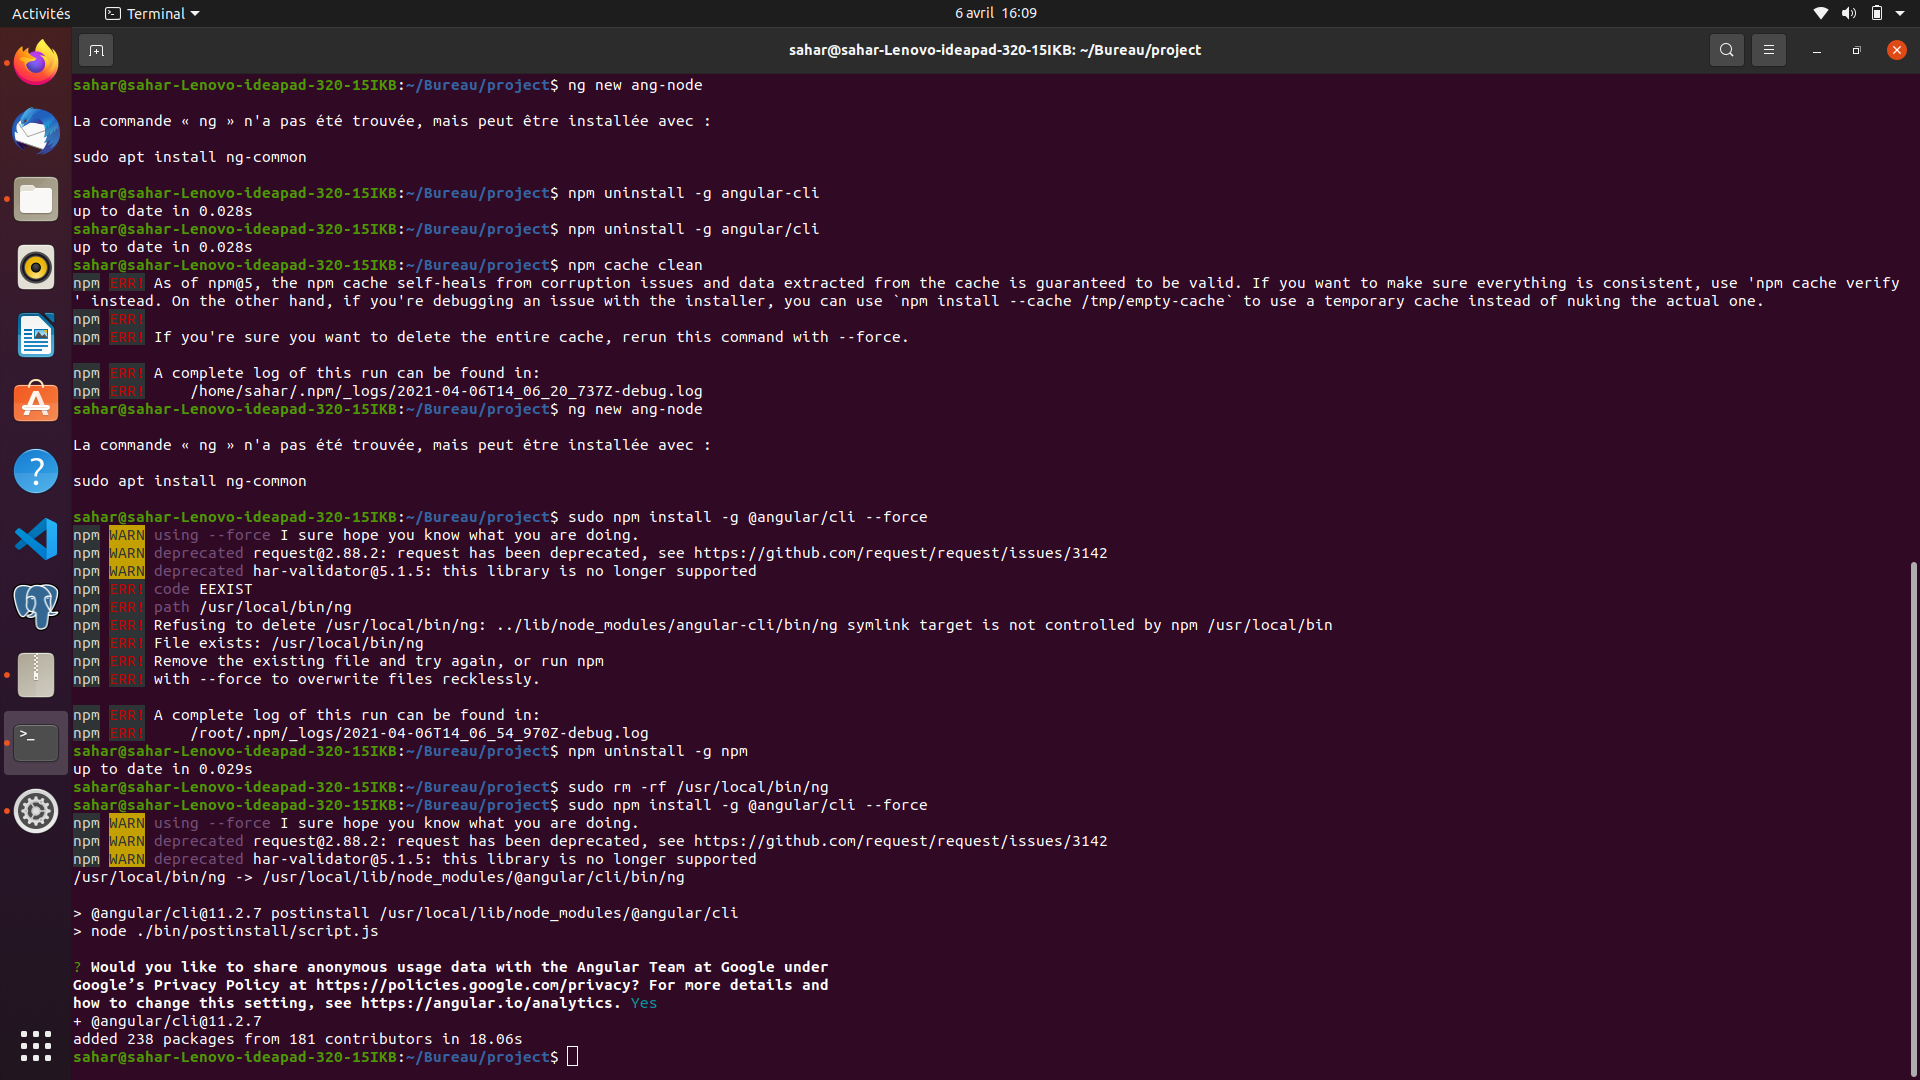 Activités
Terminal
6 avril 16:09
sahar@sahar-Lenovo-ideapad-320-15IKB: ~/Bureau/project
sahar@sahar-Lenovo-ideapad-320-15IKB:~/Bureau/project$ ng new ang-node
La commande « ng » n'a pas été trouvée, mais peut être installée avec :
sudo apt install ng-common
sahar@sahar-Lenovo-ideapad-320-15IKB:~/Bureau/project$ npm uninstall -g angular-cli
up to date in 0.028s
sahar@sahar-Lenovo-ideapad-320-15IKB:~/Bureau/project$ npm uninstall -g angular/cli
up to date in 0.028s
sahar@sahar-Lenovo-ideapad-320-15IKB:~/Bureau/project$ npm cache clean
npm ERR! As of npm@5, the npm cache self-heals from corruption issues and data extracted from the cache is guaranteed to be valid. If you want to make sure everything is consistent, use 'npm cache verify
' instead. On the other hand, if you're debugging an issue with the installer, you can use `npm install --cache /tmp/empty-cache` to use a temporary cache instead of nuking the actual one.
npm ERR!
npm ERR! If you're sure you want to delete the entire cache, rerun this command with --force.
npm ERR! A complete log of this run can be found in:
npm ERR!     /home/sahar/.npm/_logs/2021-04-06T14_06_20_737Z-debug.log
sahar@sahar-Lenovo-ideapad-320-15IKB:~/Bureau/project$ ng new ang-node
La commande « ng » n'a pas été trouvée, mais peut être installée avec :
sudo apt install ng-common
sahar@sahar-Lenovo-ideapad-320-15IKB:~/Bureau/project$ sudo npm install -g @angular/cli --force
npm WARN using --force I sure hope you know what you are doing.
npm WARN deprecated request@2.88.2: request has been deprecated, see https://github.com/request/request/issues/3142
npm WARN deprecated har-validator@5.1.5: this library is no longer supported
npm ERR! code EEXIST
npm ERR! path /usr/local/bin/ng
npm ERR! Refusing to delete /usr/local/bin/ng: ../lib/node_modules/angular-cli/bin/ng symlink target is not controlled by npm /usr/local/bin
npm ERR! File exists: /usr/local/bin/ng
npm ERR! Remove the existing file and try again, or run npm
npm ERR! with --force to overwrite files recklessly.
npm ERR! A complete log of this run can be found in:
npm ERR!     /root/.npm/_logs/2021-04-06T14_06_54_970Z-debug.log
sahar@sahar-Lenovo-ideapad-320-15IKB:~/Bureau/project$ npm uninstall -g npm
up to date in 0.029s
sahar@sahar-Lenovo-ideapad-320-15IKB:~/Bureau/project$ sudo rm -rf /usr/local/bin/ng
sahar@sahar-Lenovo-ideapad-320-15IKB:~/Bureau/project$ sudo npm install -g @angular/cli --force
npm WARN using --force I sure hope you know what you are doing.
npm WARN deprecated request@2.88.2: request has been deprecated, see https://github.com/request/request/issues/3142
npm WARN deprecated har-validator@5.1.5: this library is no longer supported
/usr/local/bin/ng -> /usr/local/lib/node_modules/@angular/cli/bin/ng
> @angular/cli@11.2.7 postinstall /usr/local/lib/node_modules/@angular/cli
> node ./bin/postinstall/script.js
? Would you like to share anonymous usage data with the Angular Team at Google under
Google’s Privacy Policy at https://policies.google.com/privacy? For more details and
how to change this setting, see https://angular.io/analytics. Yes
+ @angular/cli@11.2.7
added 238 packages from 181 contributors in 18.06s
sahar@sahar-Lenovo-ideapad-320-15IKB:~/Bureau/project$